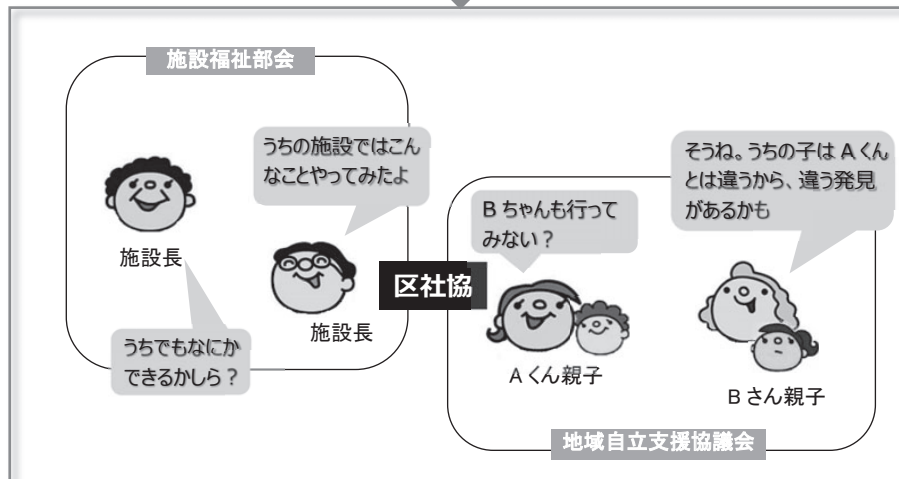 施設福祉部会
うちの施設ではこん
なことやってみたよ
施設長
施設長
うちでもなにか
できるかしら？
区社協
そうね。うちの子は A くん
とは違うから、違う発見
があるかも
B ちゃんも行って
みない？
A くん親子
B さん親子
地域自立支援協議会